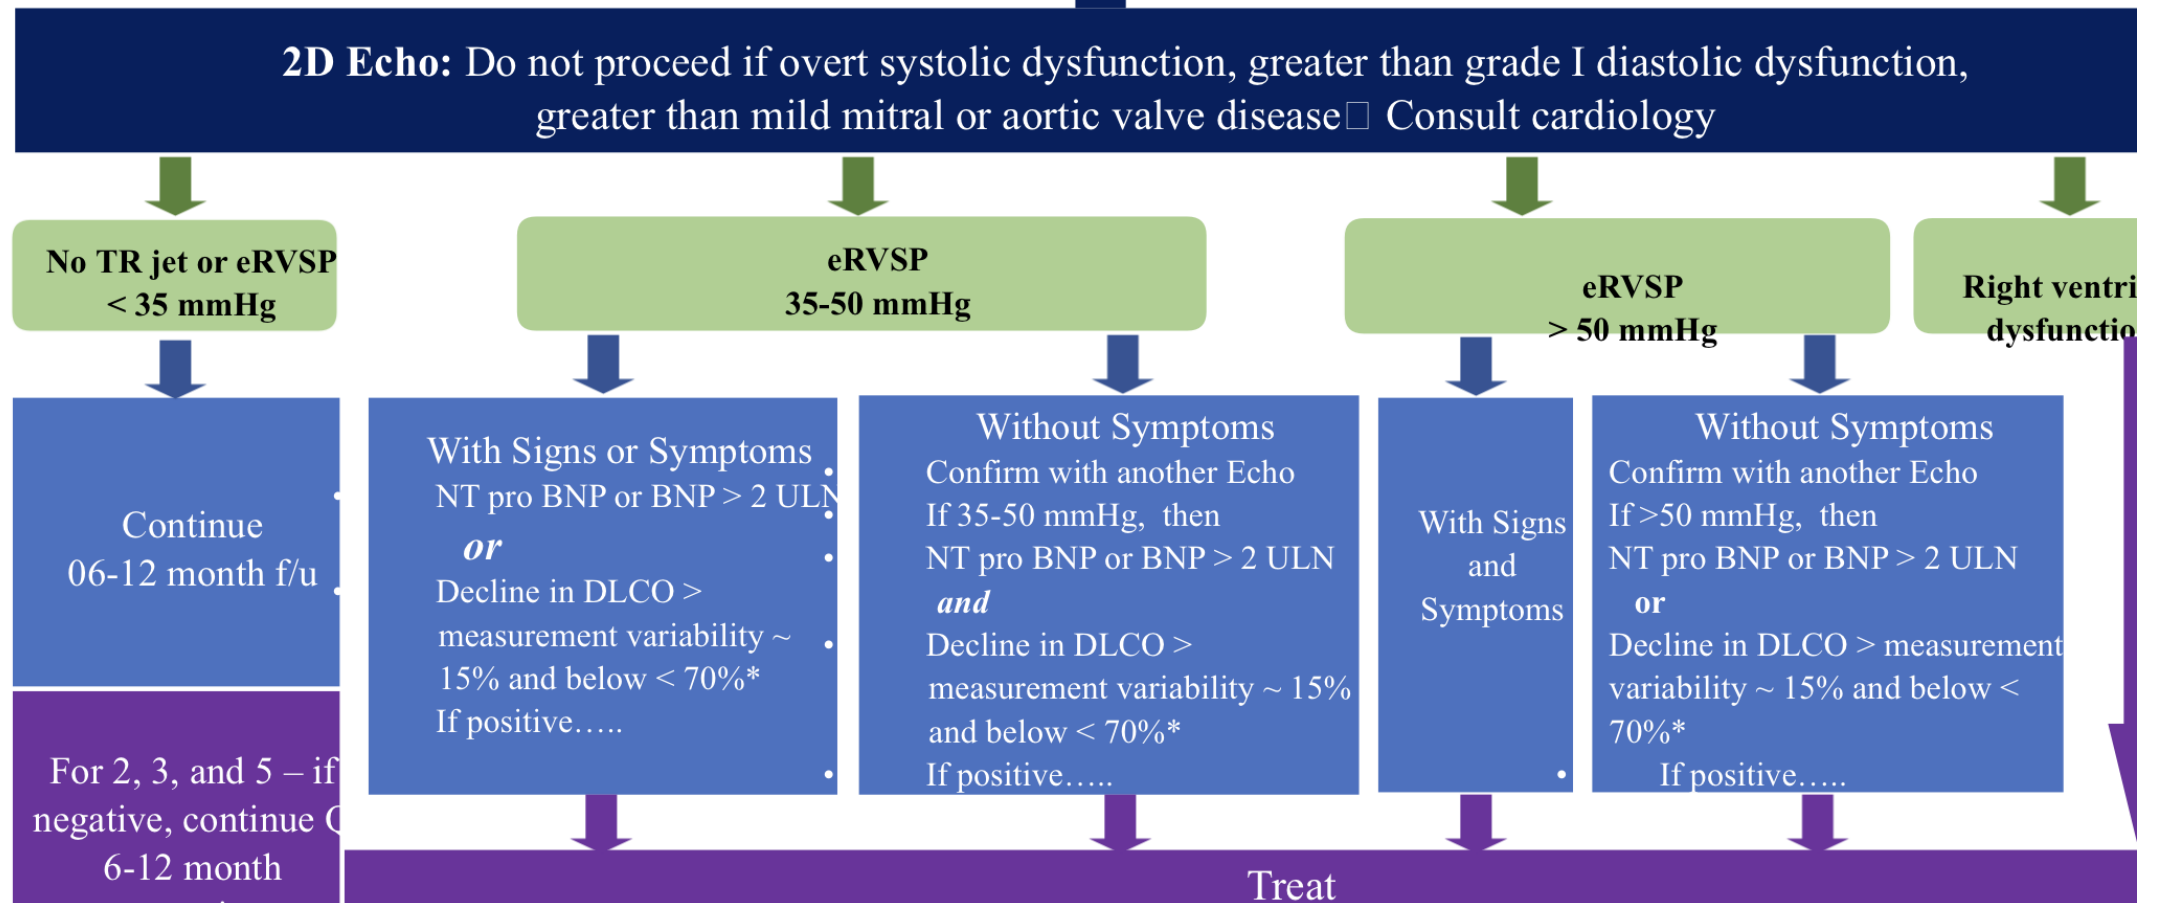 2D Echo: Do not proceed if overt systolic dysfunction, greater than grade I diastolic dysfunction,
greater than mild mitral or aortic valve disease□ Consult cardiology
No TR jet or eRVSP
< 35 mmHg
eRVSP
35-50 mmHg
eRVSP
> 50 mmHg
Right ventri
dysfunctio
Continue
06-12 month f/u
With Signs or Symptoms
NT pro BNP or BNP > 2 ULN
or
Decline in DLCO >
measurement variability ~
15% and below < 70%*
If positive…..
Without Symptoms
• Confirm with another Echo
• If 35-50 mmHg, then
• NT pro BNP or BNP > 2 ULN
and
• Decline in DLCO >
measurement variability ~ 15%
and below < 70%*
• If positive…..
With Signs
and
Symptoms
Without Symptoms
Confirm with another Echo
If >50 mmHg, then
NT pro BNP or BNP > 2 ULN
or
Decline in DLCO > measurement
variability ~ 15% and below <
70%*
• If positive…..
For 2, 3, and 5 – if
negative, continue
6-12 month
Treat